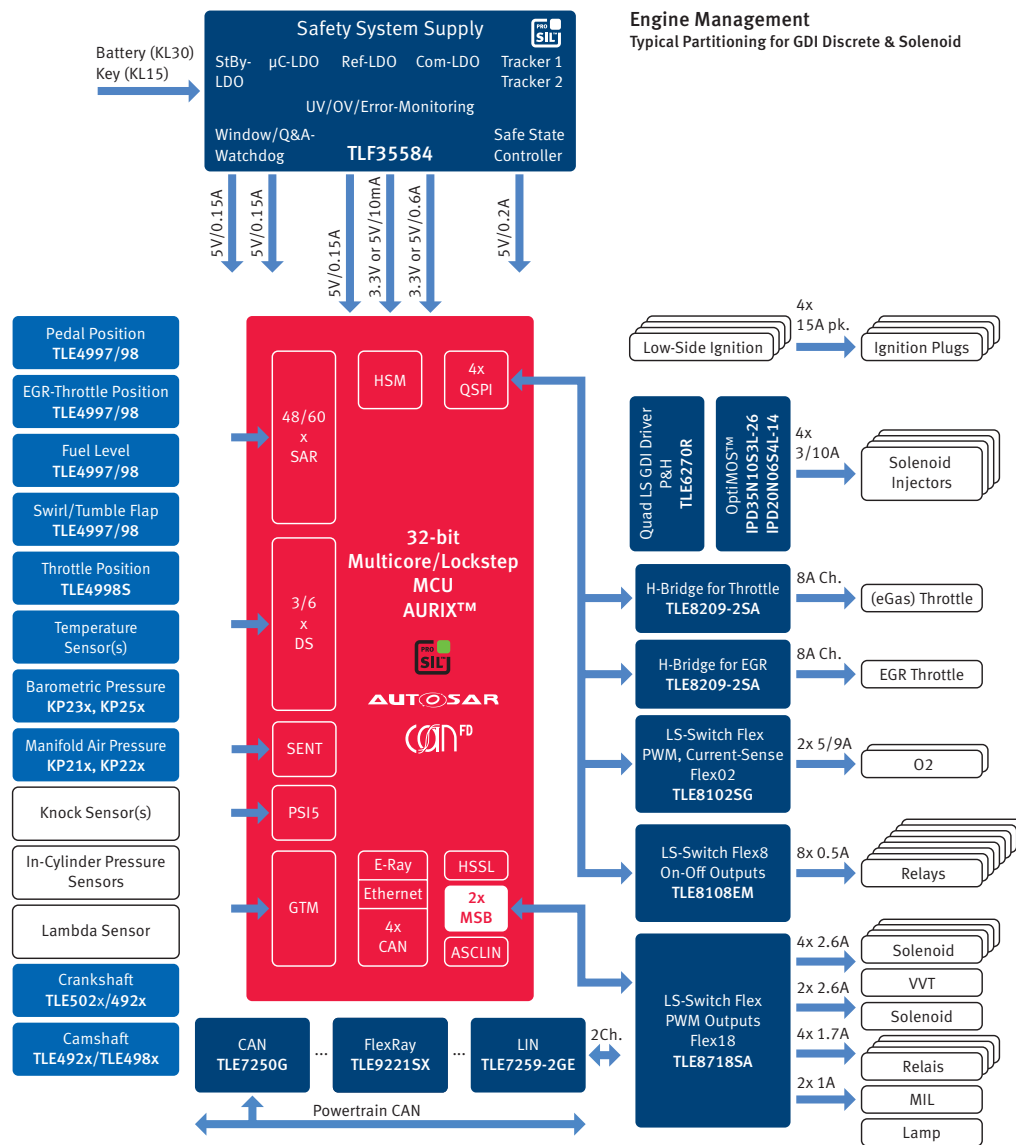 Engine Management
Typical Partitioning for GDI Discrete & Solenoid
Battery (KL30)
Key (KL15)
Safety System Supply
PRO
SIL™
StBy-
LDO
µC-LDO
Ref-LDO
Com-LDO
Tracker 1
Tracker 2
UV/OV/Error-Monitoring
Window/Q&A-
Watchdog
TLF35584
Safe State
Controller
5V/0.15A
5V/0.15A
5V/0.15A
3.3V or 5V/10mA
3.3V or 5V/0.6A
5V/0.2A
Pedal Position
TLE4997/98
EGR-Throttle Position
TLE4997/98
Fuel Level
TLE4997/98
Swirl/Tumble Flap
TLE4997/98
Throttle Position
TLE4998S
Temperature
Sensor(s)
Barometric Pressure
KP23x, KP25x
Manifold Air Pressure
KP21x, KP22x
Knock Sensor(s)
In-Cylinder Pressure
Sensors
Lambda Sensor
Crankshaft
TLE502x/492x
Camshaft
TLE492x/TLE498x
48/60
x
SAR
HSM
4x
QSPI
32-bit
Multicore/Lockstep
MCU
AURIX™
3/6
x
DS
PRO
SIL™
AUTOSAR
CAN FD
SENT
PSI5
GTM
E-Ray
Ethernet
4x
CAN
HSSL
2x
MSB
ASCLIN
Low-Side Ignition
4x
15A pk.
Ignition Plugs
Quad LS GDI Driver
P&H
TLE6270R
OptiMOS™
IPD35N10S3L-26
IPD20N06S4L-14
4x
3/10A
Solenoid
Injectors
H-Bridge for Throttle
TLE8209-2SA
8A Ch.
(eGas) Throttle
H-Bridge for EGR
TLE8209-2SA
8A Ch.
EGR Throttle
LS-Switch Flex
PWM, Current-Sense
Flex02
TLE8102SG
2x 5/9A
O2
LS-Switch Flex8
On-Off Outputs
TLE8108EM
8x 0.5A
Relays
LS-Switch Flex
PWM Outputs
Flex18
TLE8718SA
4x 2.6A
Solenoid
VVT
2x 2.6A
Solenoid
4x 1.7A
Relais
2x 1A
MIL
Lamp
CAN
TLE7250G
...
FlexRay
TLE9221SX
...
LIN
TLE7259-2GE
2Ch.
Powertrain CAN